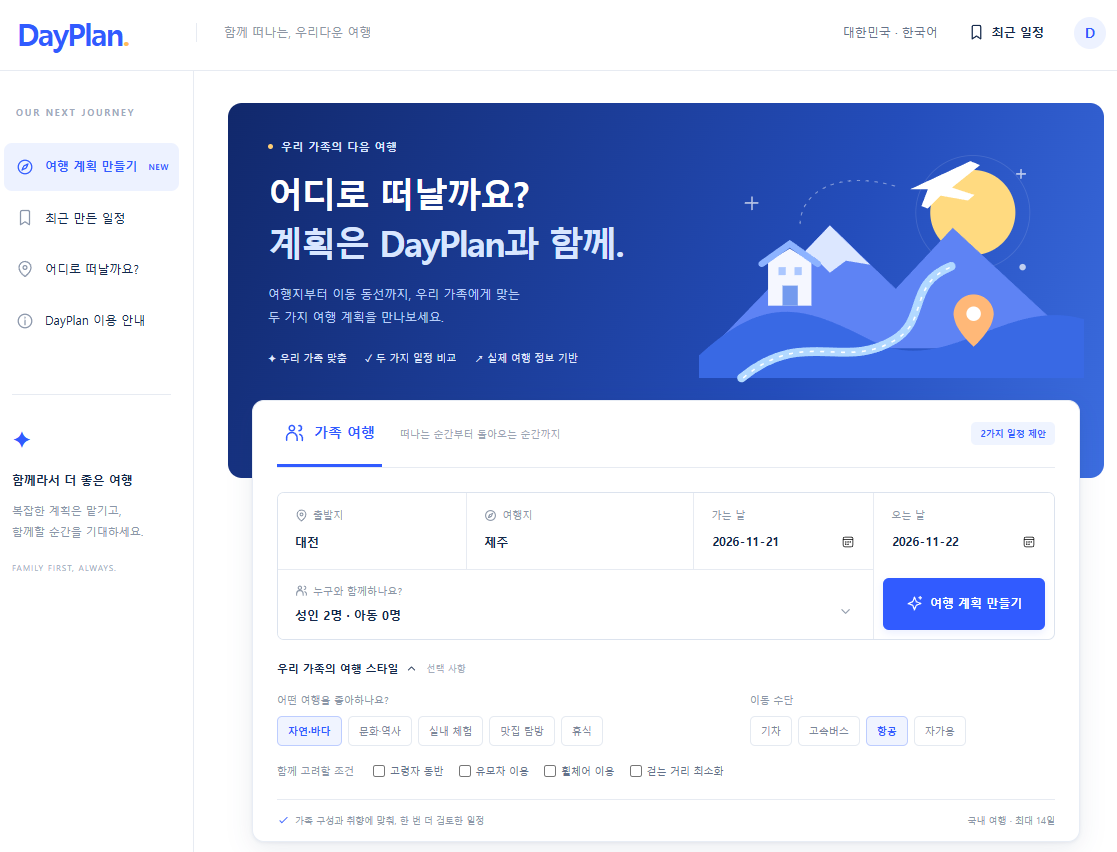 DayPlan.
함께 떠나는, 우리다운 여행
대한민국 · 한국어
최근 일정
D
OUR NEXT JOURNEY
여행 계획 만들기 NEW
최근 만든 일정
어디로 떠날까요?
DayPlan 이용 안내
함께라서 더 좋은 여행
복잡한 계획은 맡기고,
함께할 순간을 기대하세요.
FAMILY FIRST, ALWAYS.
우리 가족의 다음 여행
어디로 떠날까요?
계획은 DayPlan과 함께.
여행지부터 이동 동선까지, 우리 가족에게 맞는
두 가지 여행 계획을 만나보세요.
✦ 우리 가족 맞춤 ✓ 두 가지 일정 비교 ↗ 실제 여행 정보 기반
가족 여행
떠나는 순간부터 돌아오는 순간까지
2가지 일정 제안
출발지
대전
여행지
제주
가는 날
2026-11-21
오는 날
2026-11-22
누구와 함께하나요?
성인 2명 · 아동 0명
여행 계획 만들기
우리 가족의 여행 스타일 선택 사항
어떤 여행을 좋아하나요?
자연·바다 문화·역사 실내 체험 맛집 탐방 휴식
이동 수단
기차 고속버스 항공 자가용
함께 고려할 조건 고령자 동반 유모차 이용 휠체어 이용 걷는 거리 최소화
가족 구성과 취향에 맞춰, 한 번 더 검토한 일정
국내 여행 · 최대 14일